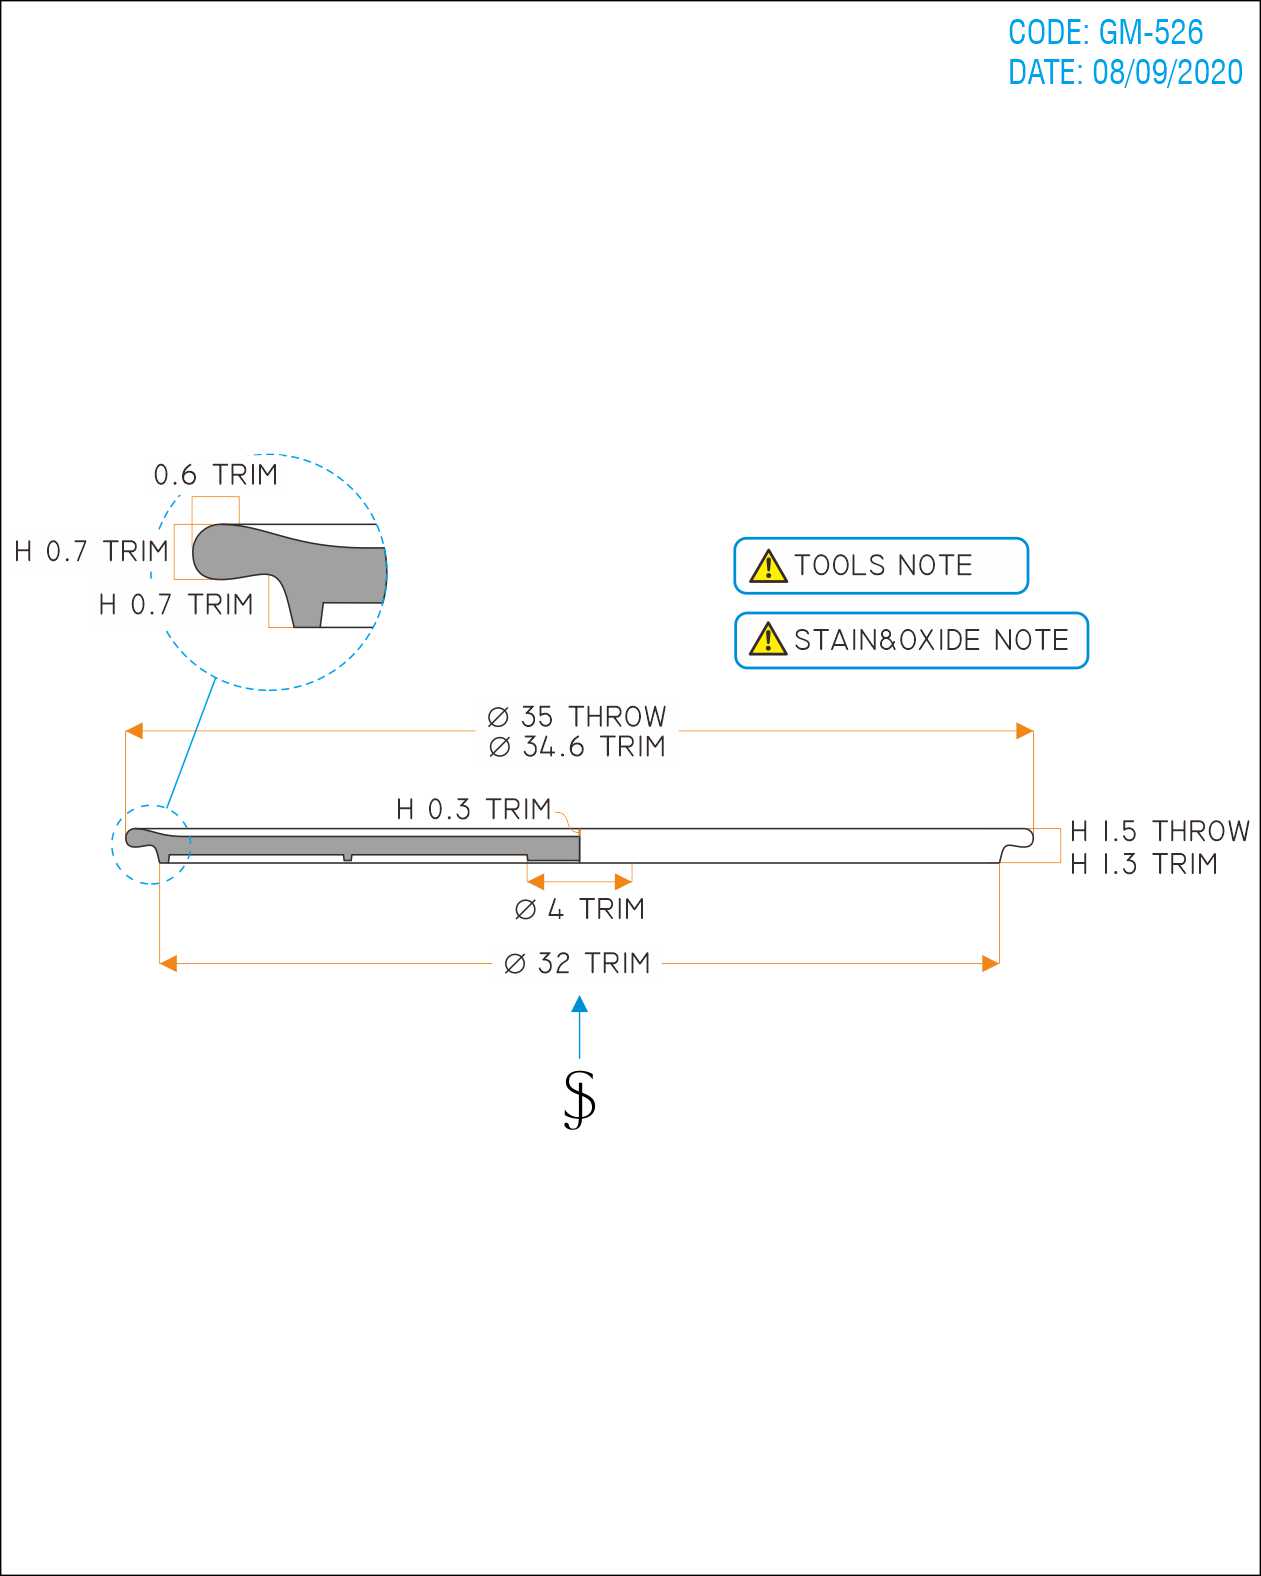 CODE: GM-526
DATE: 08/09/2020
0.6 TRIM
H 0.7 TRIM
H 0.7 TRIM
TOOLS NOTE
STAIN&OXIDE NOTE
Ø 35 THROW
Ø 34.6 TRIM
H 0.3 TRIM
H 1.5 THROW
H 1.3 TRIM
Ø 4 TRIM
Ø 32 TRIM